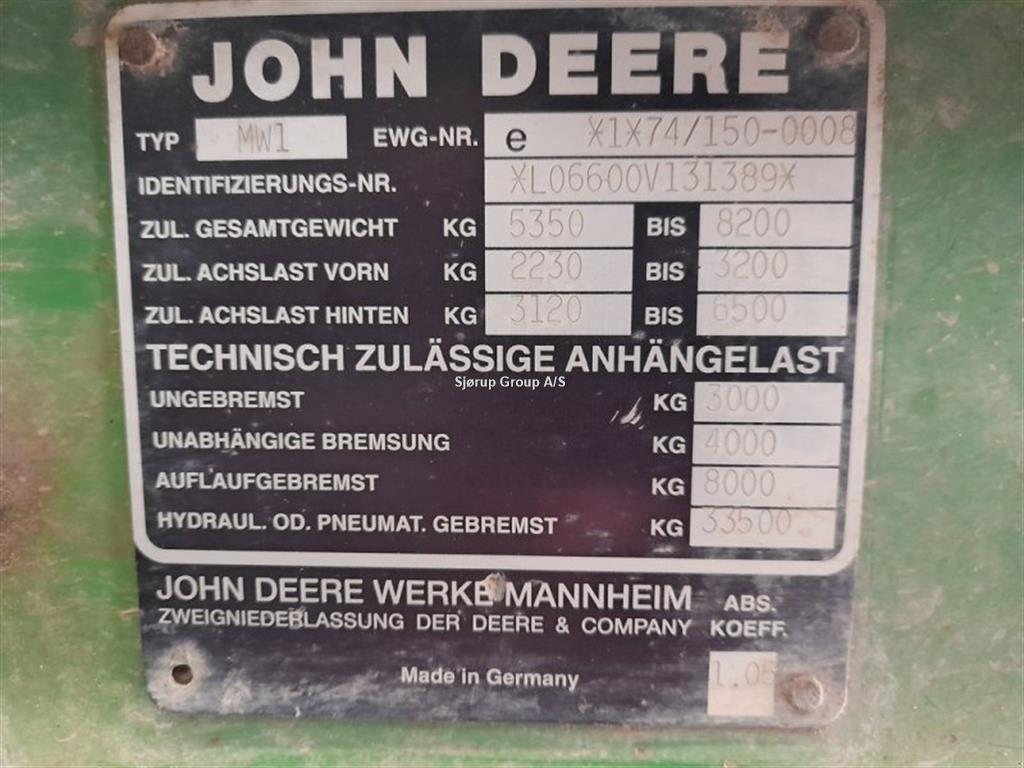 JOHN DEERE
TYP MW1 EWG-NR. e *1*74/150-0008
IDENTIFIZIERUNGS-NR. *L06600V131389*
ZUL. GESAMTGEWICHT KG 5350 BIS 8200
ZUL. ACHSLAST VORN KG 2230 BIS 3200
ZUL. ACHSLAST HINTEN KG 3120 BIS 6500
TECHNISCH ZULÄSSIGE ANHÄNGELAST
Sjørup Group A/S
UNGEBREMST KG 3000
UNABHÄNGIGE BREMSUNG KG 4000
AUFLAUFGEBREMST KG 8000
HYDRAUL. OD. PNEUMAT. GEBREMST KG 33500
JOHN DEERE WERKE MANNHEIM ABS.
ZWEIGNIEDERLASSUNG DER DEERE & COMPANY KOEFF.
Made in Germany 1.05